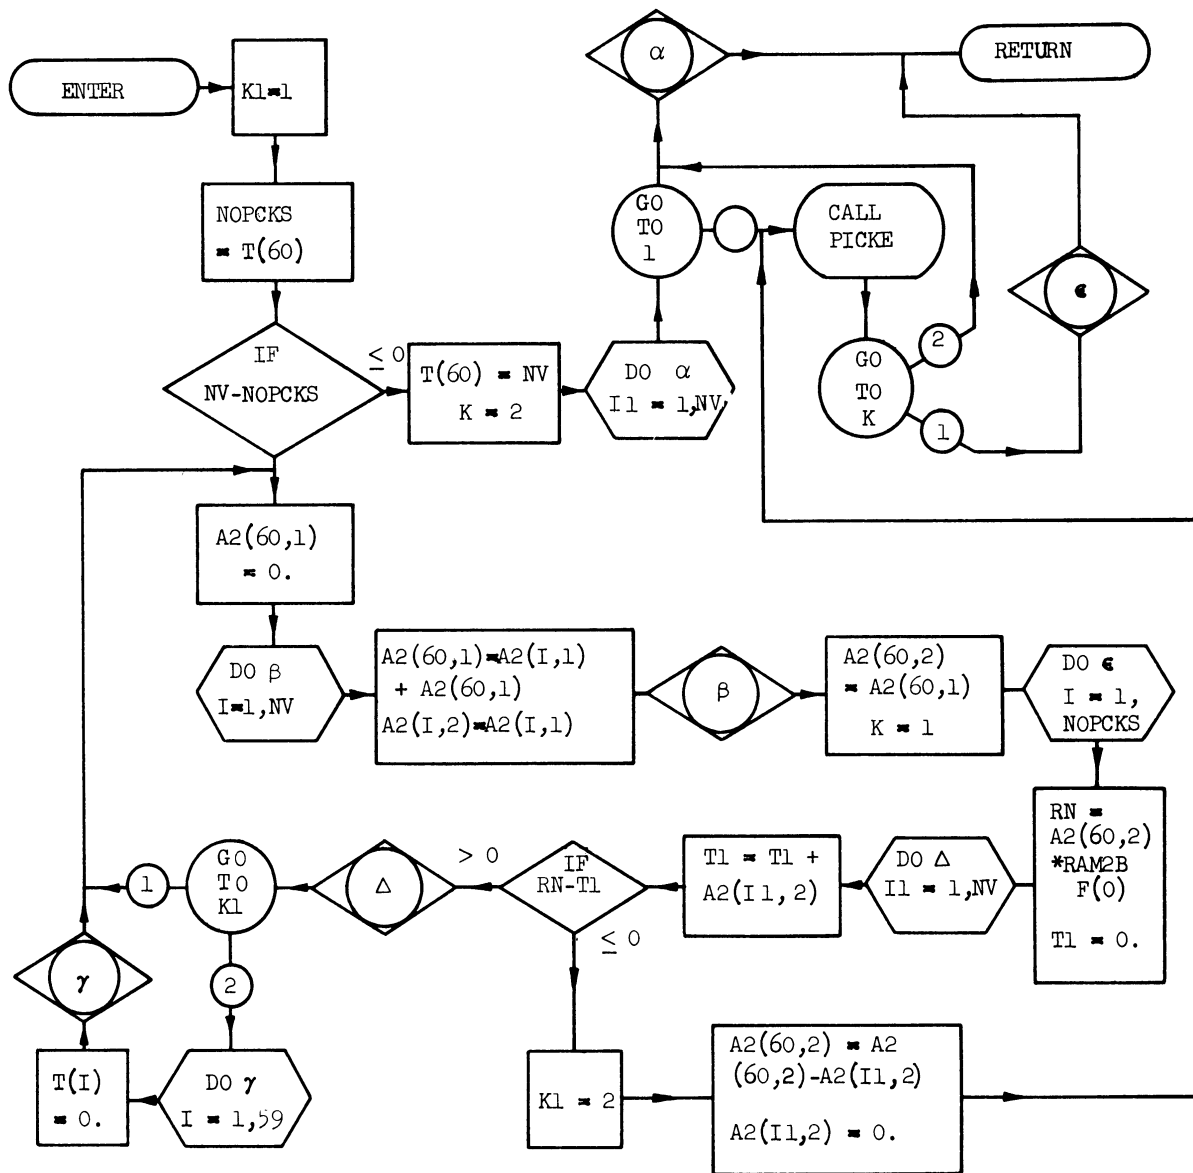 ENTER
K1=1
NOPCKS
= T(60)
IF
NV-NOPCKS
≤ 0
T(60) = NV
K = 2
DO α
I1 = 1,NV
GO
TO
1
α
RETURN
CALL
PICKE
GO
TO
K
2
1
ϵ
A2(60,1)
= 0.
DO β
I=1,NV
A2(60,1)=A2(I,1)
+ A2(60,1)
A2(I,2)=A2(I,1)
β
A2(60,2)
= A2(60,1)
K = 1
DO ϵ
I = 1,
NOPCKS
RN =
A2(60,2)
*RAM2B
F(0)
T1 = 0.
DO Δ
I1 = 1,NV
T1 = T1 +
A2(I1,2)
IF
RN-T1
> 0
≤ 0
Δ
GO
TO
K1
1
2
γ
T(I)
= 0.
DO γ
I = 1,59
K1 = 2
A2(60,2) = A2
(60,2)-A2(I1,2)
A2(I1,2) = 0.